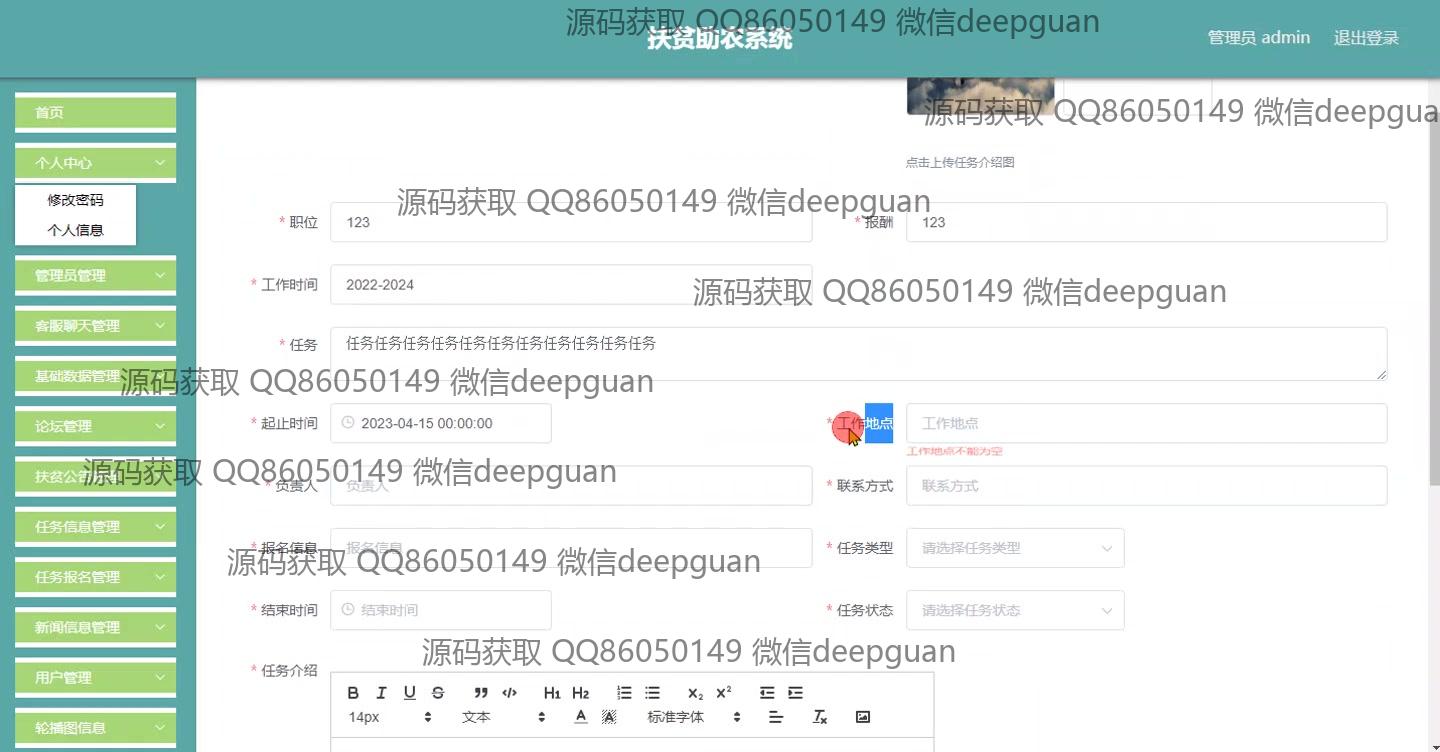 源码获取 QQ86050149 微信deepguan
扶贫助农系统
管理员 admin
退出登录
首页
源码获取 QQ86050149 微信deepgua
个人中心
点击上传任务介绍图
修改密码
源码获取 QQ86050149 微信deepguan
* 职位 123
* 报酬 123
个人信息
管理员管理
* 工作时间 2022-2024
源码获取 QQ86050149 微信deepguan
客服聊天管理
* 任务 任务任务任务任务任务任务任务任务任务任务任务
基础数据管理
源码获取 QQ86050149 微信deepguan
论坛管理
* 起止时间 2023-04-15 00:00:00
* 工作地点 工作地点
工作地点不能为空
扶贫公告管理
源码获取 QQ86050149 微信deepguan
* 负责人 负责人
* 联系方式 联系方式
任务信息管理
* 报名信息 报名信息
* 任务类型 请选择任务类型
源码获取 QQ86050149 微信deepguan
任务报名管理
* 结束时间 结束时间
* 任务状态 请选择任务状态
新闻信息管理
源码获取 QQ86050149 微信deepguan
* 任务介绍
用户管理
B I U S H1 H2 X2 X2
14px 文本 A A 标准字体
轮播图信息